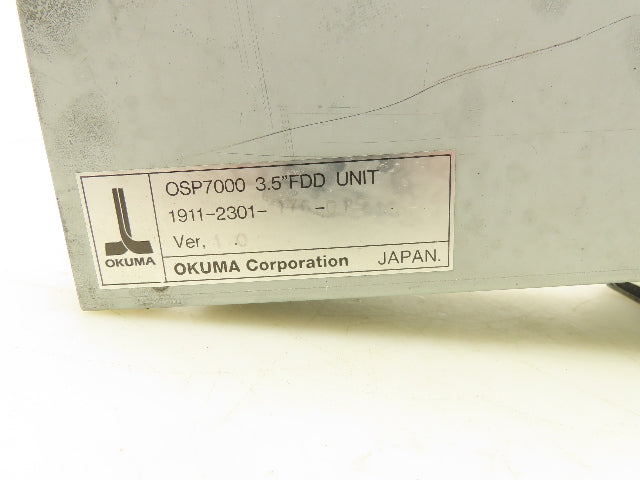 OSP7000 3.5"FDD UNIT
1911-2301-
Ver.
OKUMA
OKUMA Corporation JAPAN.